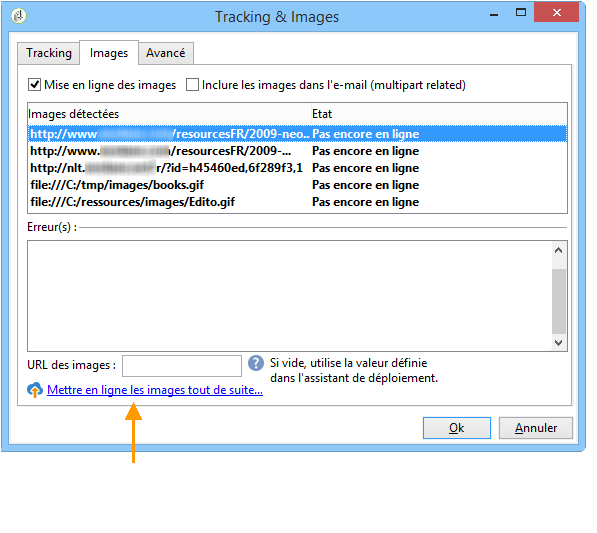 Tracking & Images
Tracking Images Avancé
Mise en ligne des images Inclure les images dans l'e-mail (multipart related)
Images détectées Etat
http://www /resourcesFR/2009-neo... Pas encore en ligne
http://www. /resourcesFR/2009-... Pas encore en ligne
http://nlt. r/?id=h45460ed,6f289f3,1 Pas encore en ligne
file:///C:/tmp/images/books.gif Pas encore en ligne
file:///C:/ressources/images/Edito.gif Pas encore en ligne
Erreur(s) :
URL des images : ? Si vide, utilise la valeur définie
dans l'assistant de déploiement.
Mettre en ligne les images tout de suite...
Ok Annuler